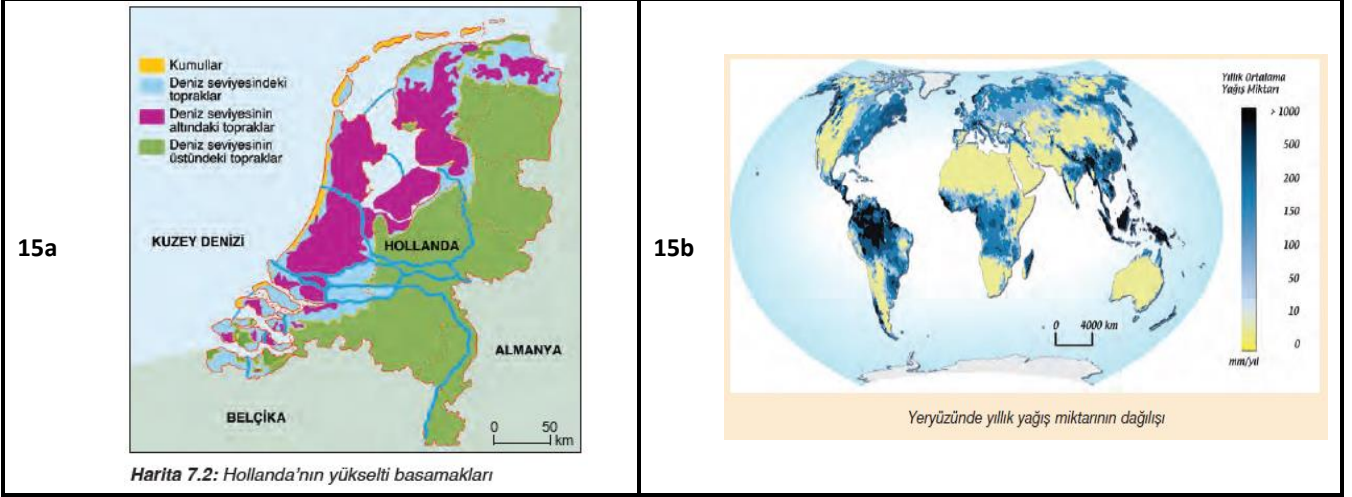 15a
Kumullar
Deniz seviyesindeki
topraklar
Deniz seviyesinin
altındaki topraklar
Deniz seviyesinin
üstündeki topraklar
KUZEY DENİZİ
HOLLANDA
ALMANYA
BELÇİKA
0 50
km
Harita 7.2: Hollanda'nın yükselti basamakları
15b
Yıllık Ortalama
Yağış Miktarı
> 1000
500
200
150
100
50
10
0
mm/yıl
0 4000 km
Yeryüzünde yıllık yağış miktarının dağılışı